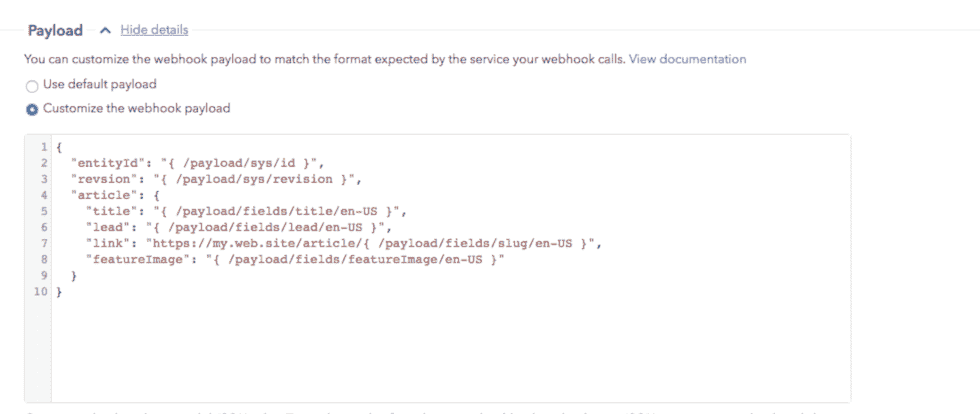 Payload Hide details
You can customize the webhook payload to match the format expected by the service your webhook calls. View documentation
Use default payload
Customize the webhook payload
1 {
2 "entityId": "{ /payload/sys/id }",
3 "revsion": "{ /payload/sys/revision }",
4 "article": {
5 "title": "{ /payload/fields/title/en-US }",
6 "lead": "{ /payload/fields/lead/en-US }",
7 "link": "https://my.web.site/article/{ /payload/fields/slug/en-US }",
8 "featureImage": "{ /payload/fields/featureImage/en-US }"
9 }
10 }